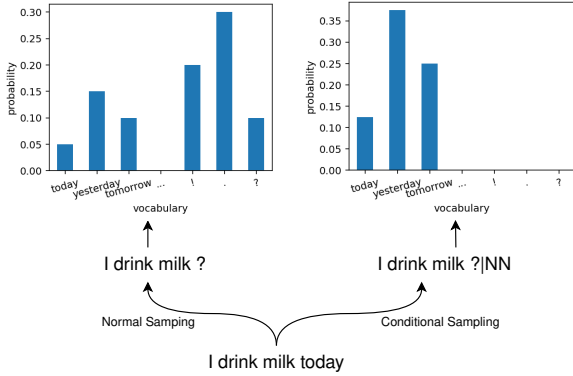 0.30
0.25
0.20
0.15
0.10
0.05
0.00
probability
today yesterday tomorrow ... ! . ?
vocabulary
0.35
0.30
0.25
0.20
0.15
0.10
0.05
0.00
probability
today yesterday tomorrow ... ! . ?
vocabulary
I drink milk ?
I drink milk ?|NN
Normal Samping
Conditional Sampling
I drink milk today